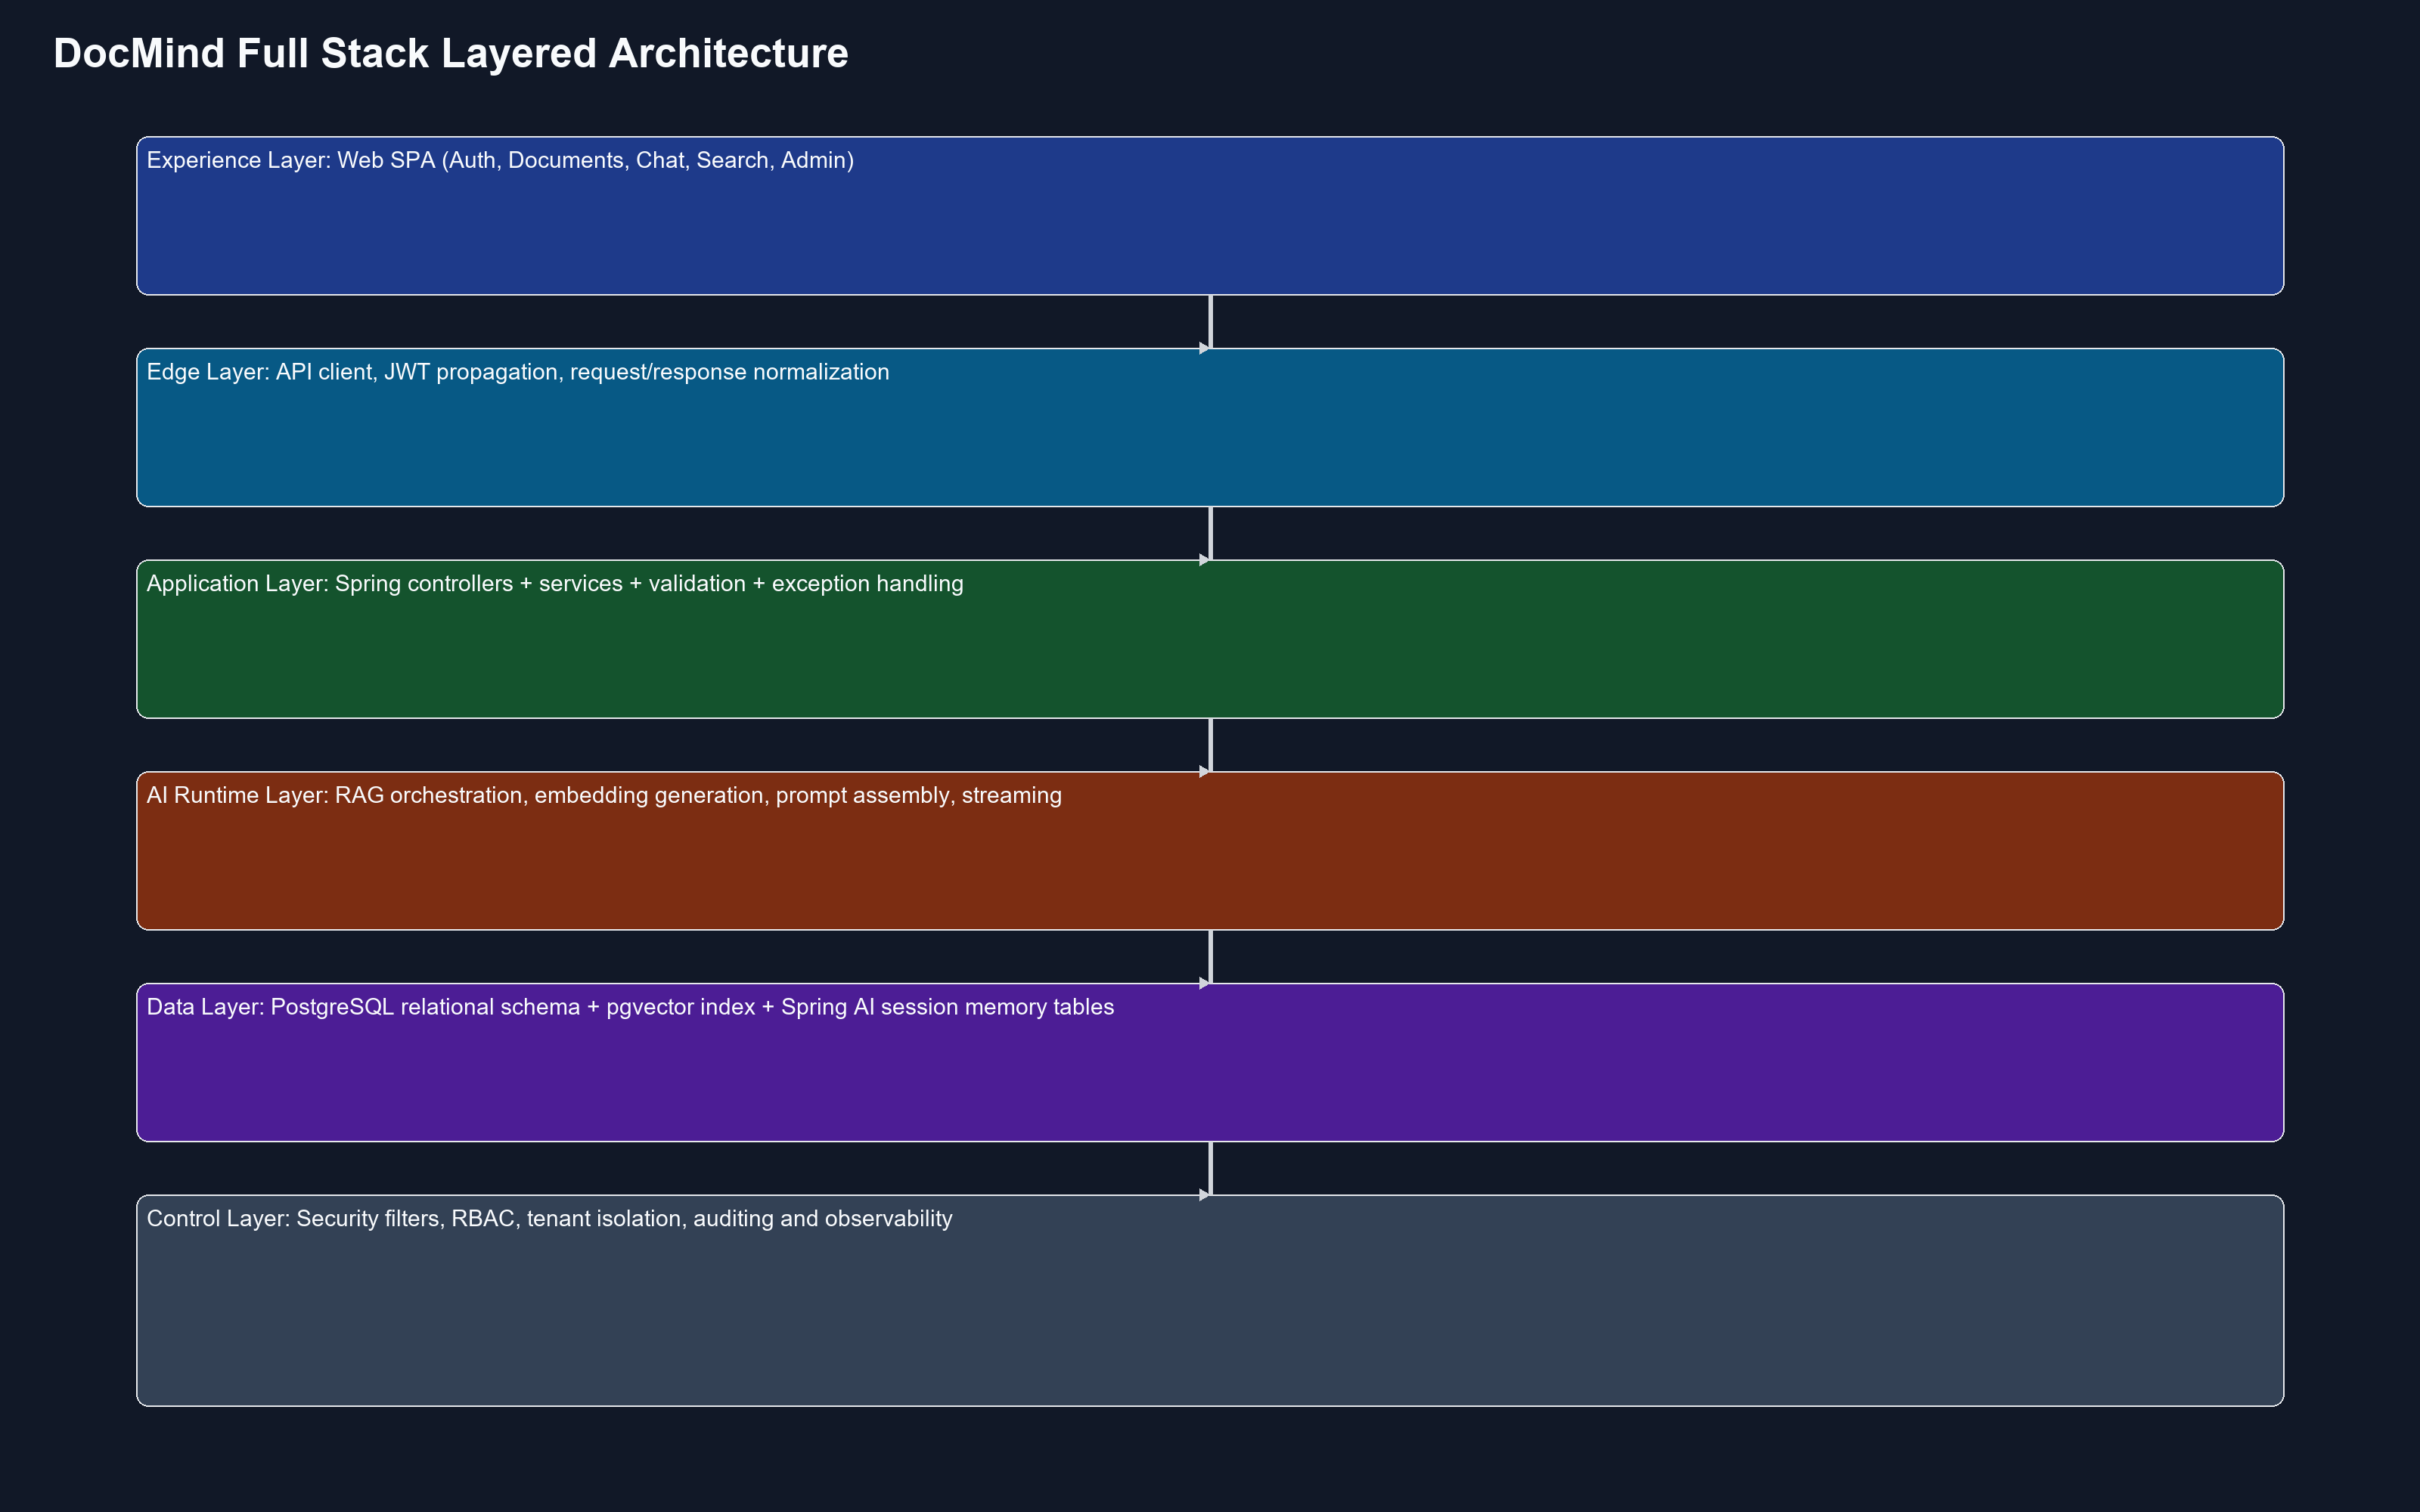 DocMind Full Stack Layered Architecture
Experience Layer: Web SPA (Auth, Documents, Chat, Search, Admin)
Edge Layer: API client, JWT propagation, request/response normalization
Application Layer: Spring controllers + services + validation + exception handling
AI Runtime Layer: RAG orchestration, embedding generation, prompt assembly, streaming
Data Layer: PostgreSQL relational schema + pgvector index + Spring AI session memory tables
Control Layer: Security filters, RBAC, tenant isolation, auditing and observability